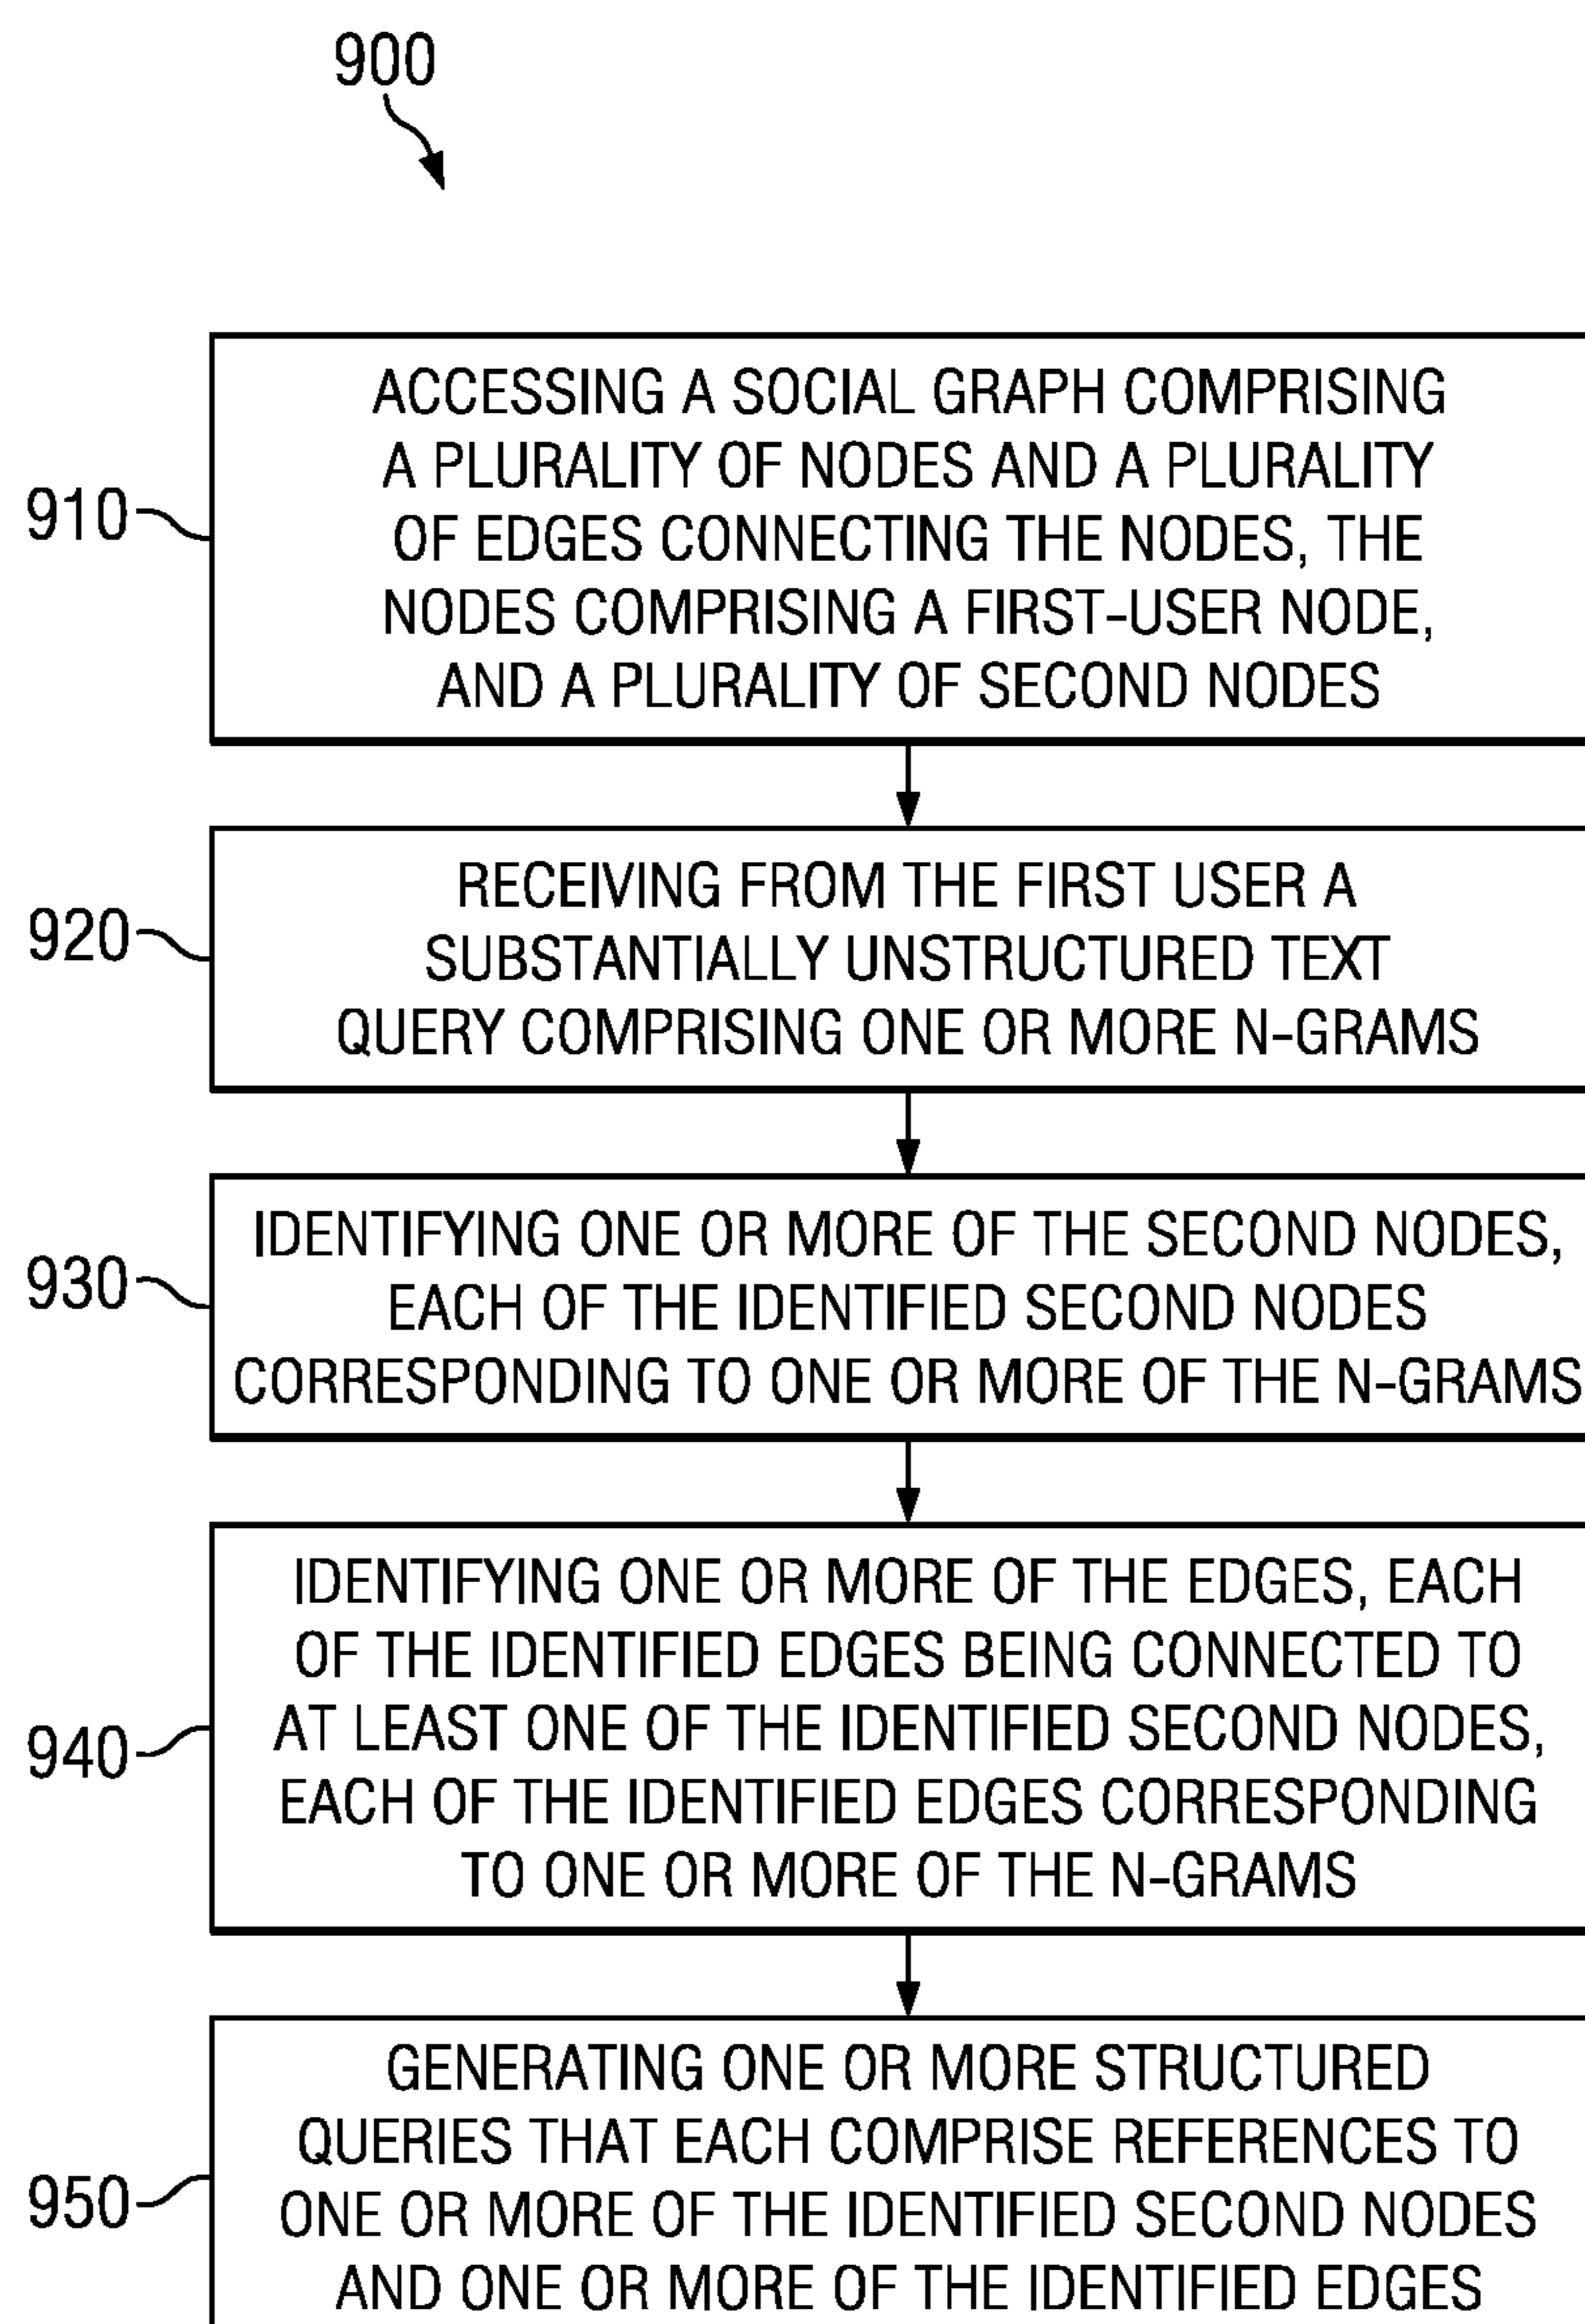 900
910
ACCESSING A SOCIAL GRAPH COMPRISING
A PLURALITY OF NODES AND A PLURALITY
OF EDGES CONNECTING THE NODES, THE
NODES COMPRISING A FIRST-USER NODE,
AND A PLURALITY OF SECOND NODES
920
RECEIVING FROM THE FIRST USER A
SUBSTANTIALLY UNSTRUCTURED TEXT
QUERY COMPRISING ONE OR MORE N-GRAMS
930
IDENTIFYING ONE OR MORE OF THE SECOND NODES,
EACH OF THE IDENTIFIED SECOND NODES
CORRESPONDING TO ONE OR MORE OF THE N-GRAMS
940
IDENTIFYING ONE OR MORE OF THE EDGES, EACH
OF THE IDENTIFIED EDGES BEING CONNECTED TO
AT LEAST ONE OF THE IDENTIFIED SECOND NODES,
EACH OF THE IDENTIFIED EDGES CORRESPONDING
TO ONE OR MORE OF THE N-GRAMS
950
GENERATING ONE OR MORE STRUCTURED
QUERIES THAT EACH COMPRISE REFERENCES TO
ONE OR MORE OF THE IDENTIFIED SECOND NODES
AND ONE OR MORE OF THE IDENTIFIED EDGES